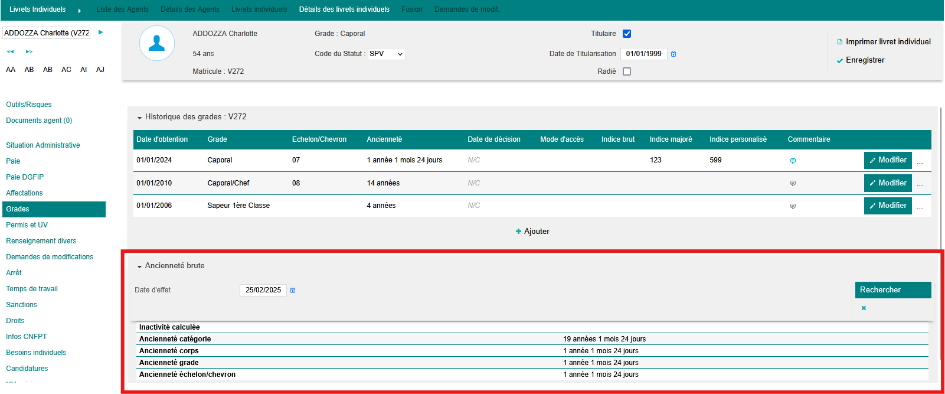 Livrets Individuels Liste des Agents Détails des Agents Livrets individuels Détails des livrets individuels Fusion Demandes de modif.
ADDOZZA Charlotte (V272
AA AB AB AC AI AJ
Outils/Risques
Documents agent (0)
Situation Administrative
Paie
Paie DGFIP
Affectations
Grades
Permis et UV
Renseignement divers
Demandes de modifications
Arrêt
Temps de travail
Sanctions
Droits
Infos CNFPT
Besoins individuels
Candidatures
ADDOZZA Charlotte Grade : Caporal Titulaire
54 ans Code du Statut : SPV Date de Titularisation 01/01/1999
Matricule : V272 Radié
Imprimer livret individuel
Enregistrer
Historique des grades : V272
Date d'obtention Grade Echelon/Chevron Ancienneté Date de décision Mode d'accès Indice brut Indice majoré Indice personalisé Commentaire
01/01/2024 Caporal 07 1 année 1 mois 24 jours N/C 123 599 Modifier ...
01/01/2010 Caporal/Chef 08 14 années N/C Modifier ...
01/01/2006 Sapeur 1ère Classe 4 années N/C Modifier ...
+ Ajouter
Ancienneté brute
Date d'effet 25/02/2025 Rechercher
Inactivité calculée
Ancienneté catégorie 19 années 1 mois 24 jours
Ancienneté corps 1 année 1 mois 24 jours
Ancienneté grade 1 année 1 mois 24 jours
Ancienneté échelon/chevron 1 année 1 mois 24 jours